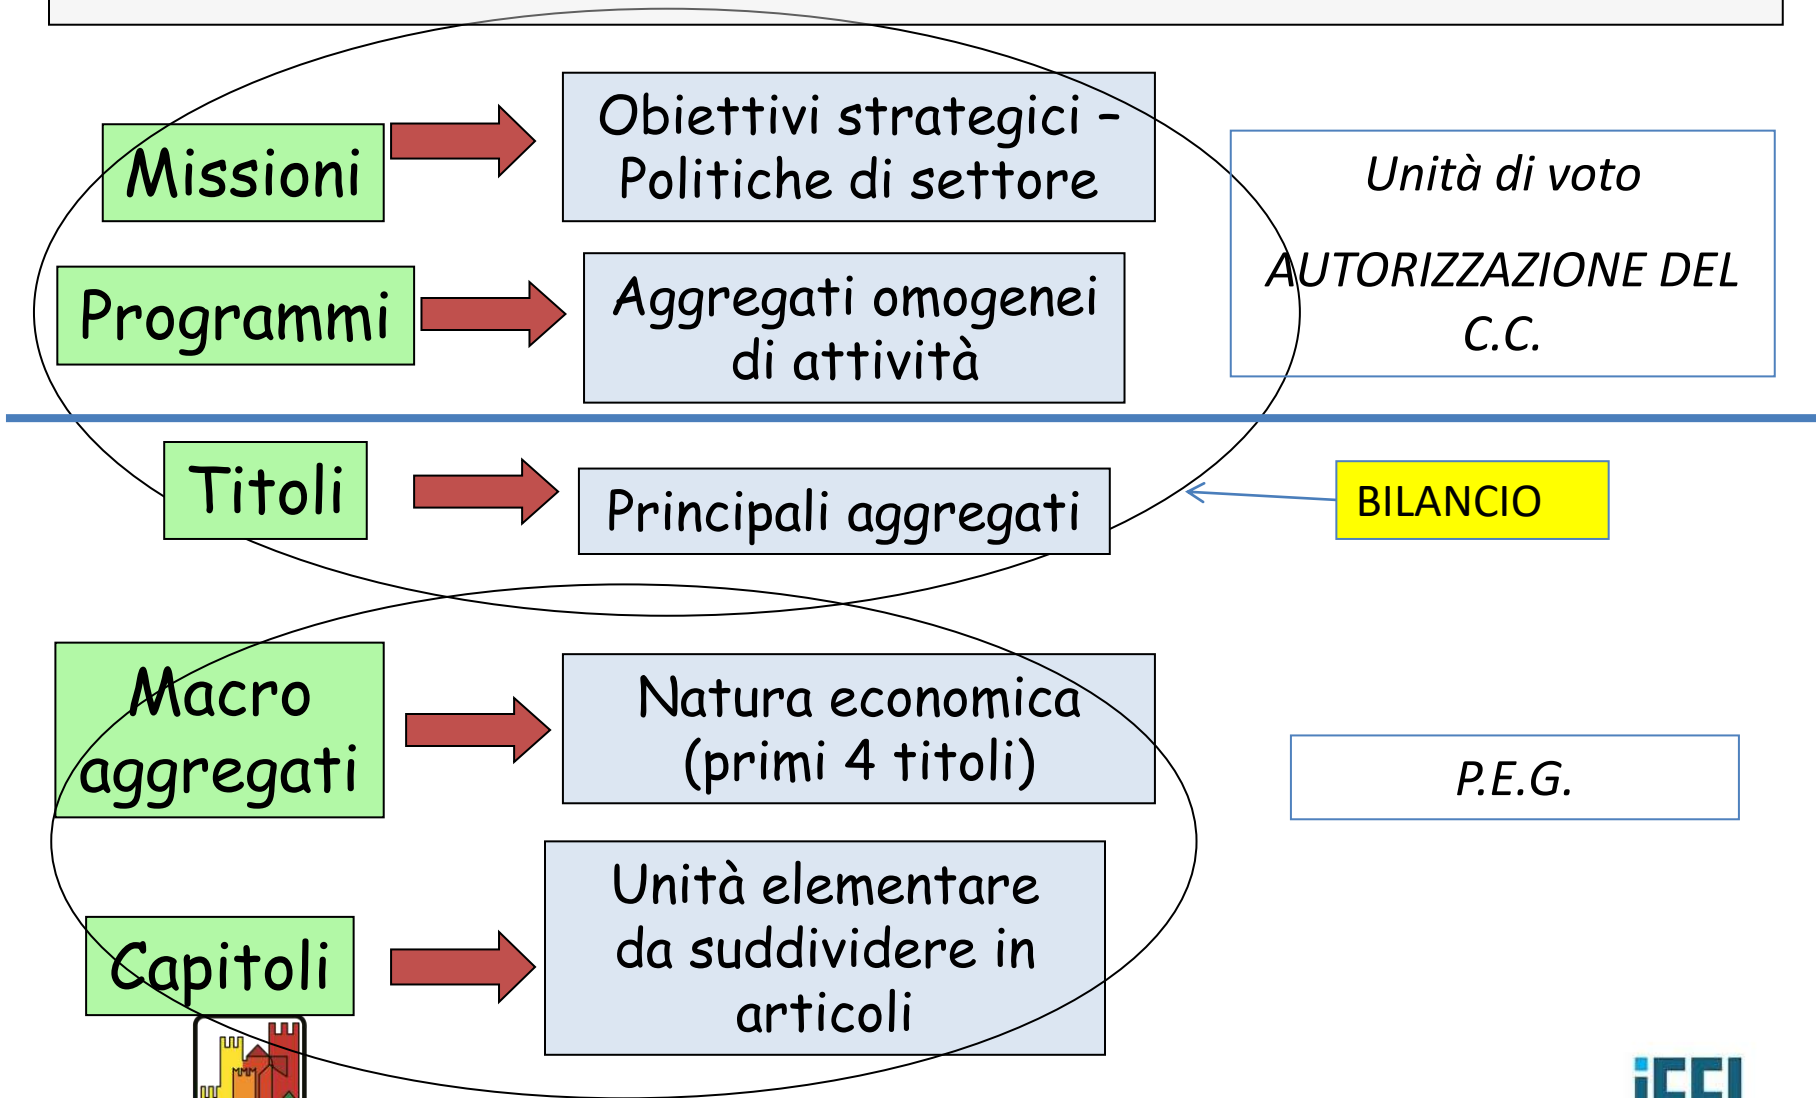 Missioni
Obiettivi strategici –
Politiche di settore
Unità di voto
AUTORIZZAZIONE DEL
C.C.
Programmi
Aggregati omogenei
di attività
Titoli
Principali aggregati
BILANCIO
Macro
aggregati
Natura economica
(primi 4 titoli)
P.E.G.
Capitoli
Unità elementare
da suddividere in
articoli